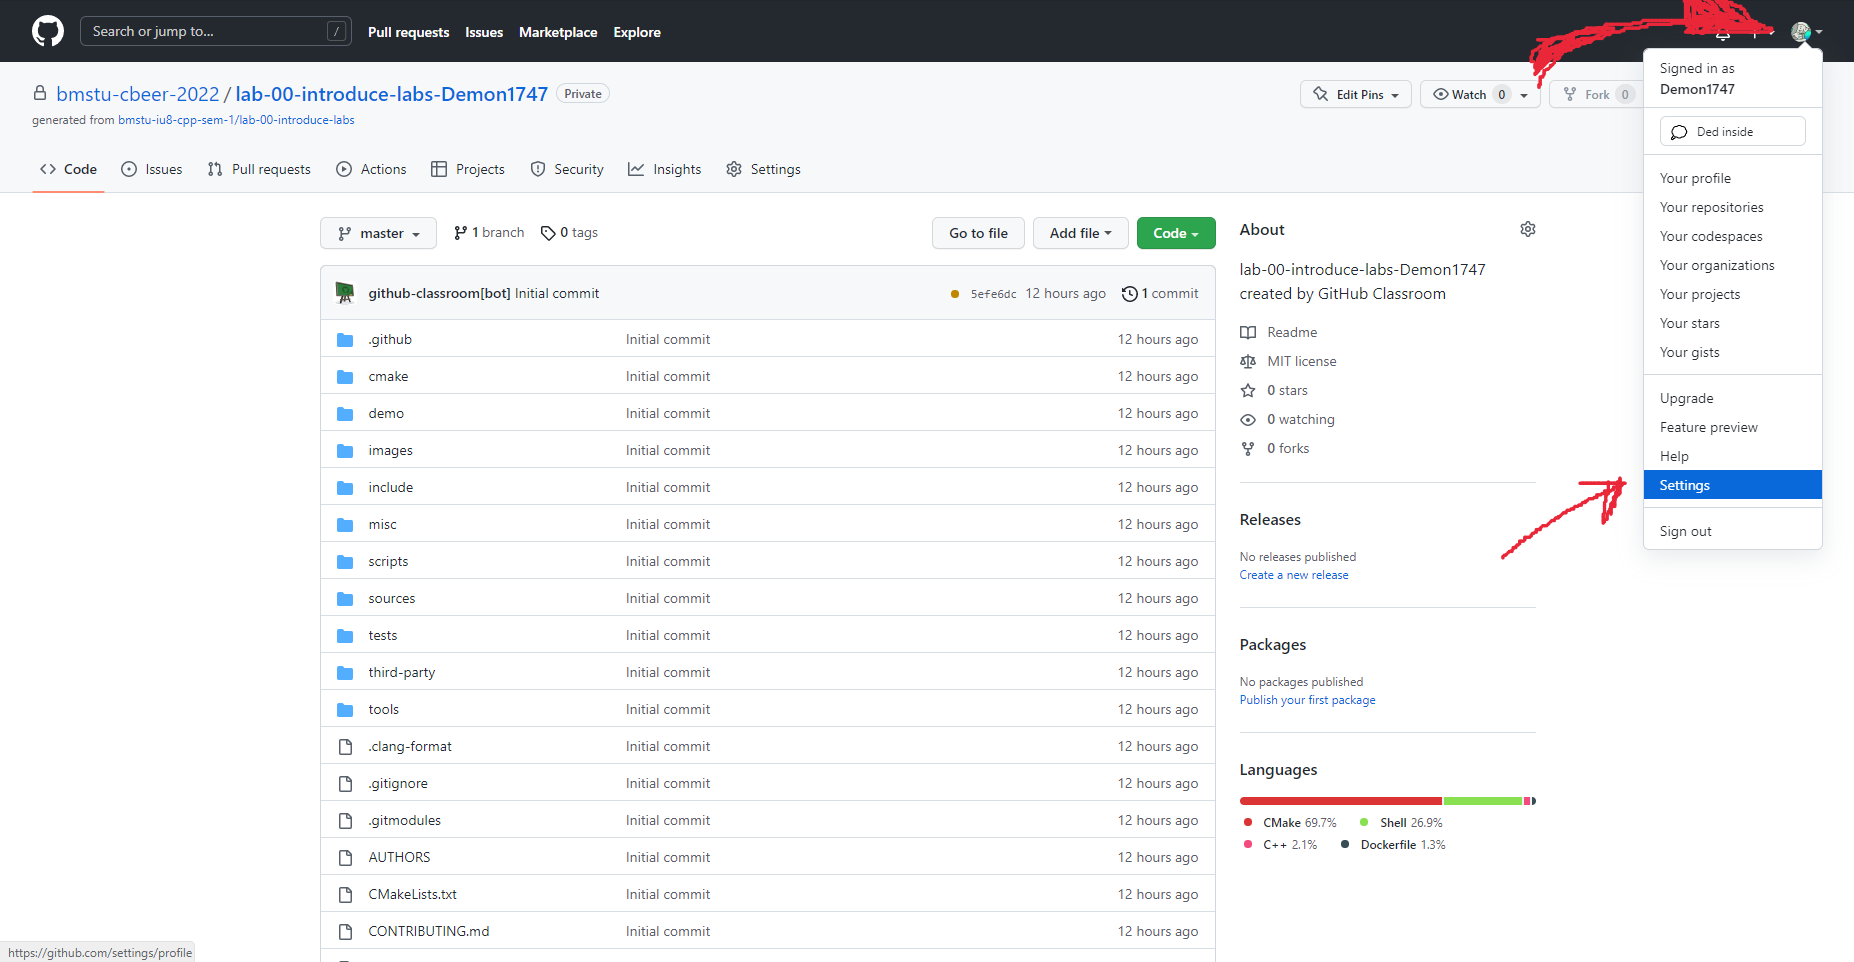 Search or jump to... /
Pull requests Issues Marketplace Explore
bmstu-cbeer-2022 / lab-00-introduce-labs-Demon1747 Private
generated from bmstu-iu8-cpp-sem-1/lab-00-introduce-labs
Edit Pins Watch 0 Fork 0
Code Issues Pull requests Actions Projects Security Insights Settings
Signed in as
Demon1747
Ded inside
Your profile
Your repositories
Your codespaces
Your organizations
Your projects
Your stars
Your gists
Upgrade
Feature preview
Help
Settings
Sign out
master 1 branch 0 tags Go to file Add file Code
github-classroom[bot] Initial commit 5efe6dc 12 hours ago 1 commit
.github Initial commit 12 hours ago
cmake Initial commit 12 hours ago
demo Initial commit 12 hours ago
images Initial commit 12 hours ago
include Initial commit 12 hours ago
misc Initial commit 12 hours ago
scripts Initial commit 12 hours ago
sources Initial commit 12 hours ago
tests Initial commit 12 hours ago
third-party Initial commit 12 hours ago
tools Initial commit 12 hours ago
.clang-format Initial commit 12 hours ago
.gitignore Initial commit 12 hours ago
.gitmodules Initial commit 12 hours ago
AUTHORS Initial commit 12 hours ago
CMakeLists.txt Initial commit 12 hours ago
CONTRIBUTING.md Initial commit 12 hours ago
About
lab-00-introduce-labs-Demon1747
created by GitHub Classroom
Readme
MIT license
0 stars
0 watching
0 forks
Releases
No releases published
Create a new release
Packages
No packages published
Publish your first package
Languages
CMake 69.7% Shell 26.9%
C++ 2.1% Dockerfile 1.3%
https://github.com/settings/profile